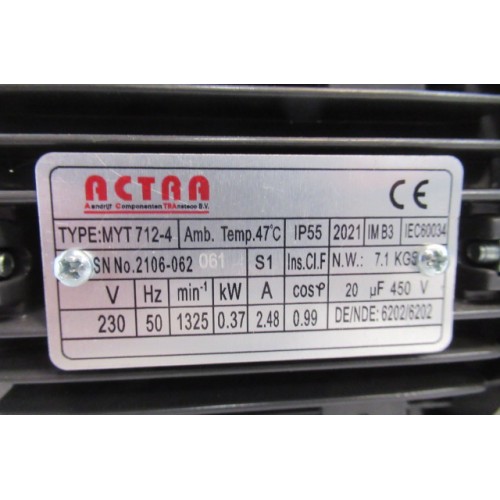 ACTRA
Aandrijf Componenten TRAnsteco B.V.
CE
TYPE:MYT 712-4 Amb. Temp.47℃ IP55 2021 IM B3 IEC60034
SN No.2106-062 061 S1 Ins.Cl.F N.W.: 7.1 KGS
V Hz min⁻¹ kW A cosφ 20 µF 450 V
230 50 1325 0.37 2.48 0.99 DE/NDE: 6202/6202